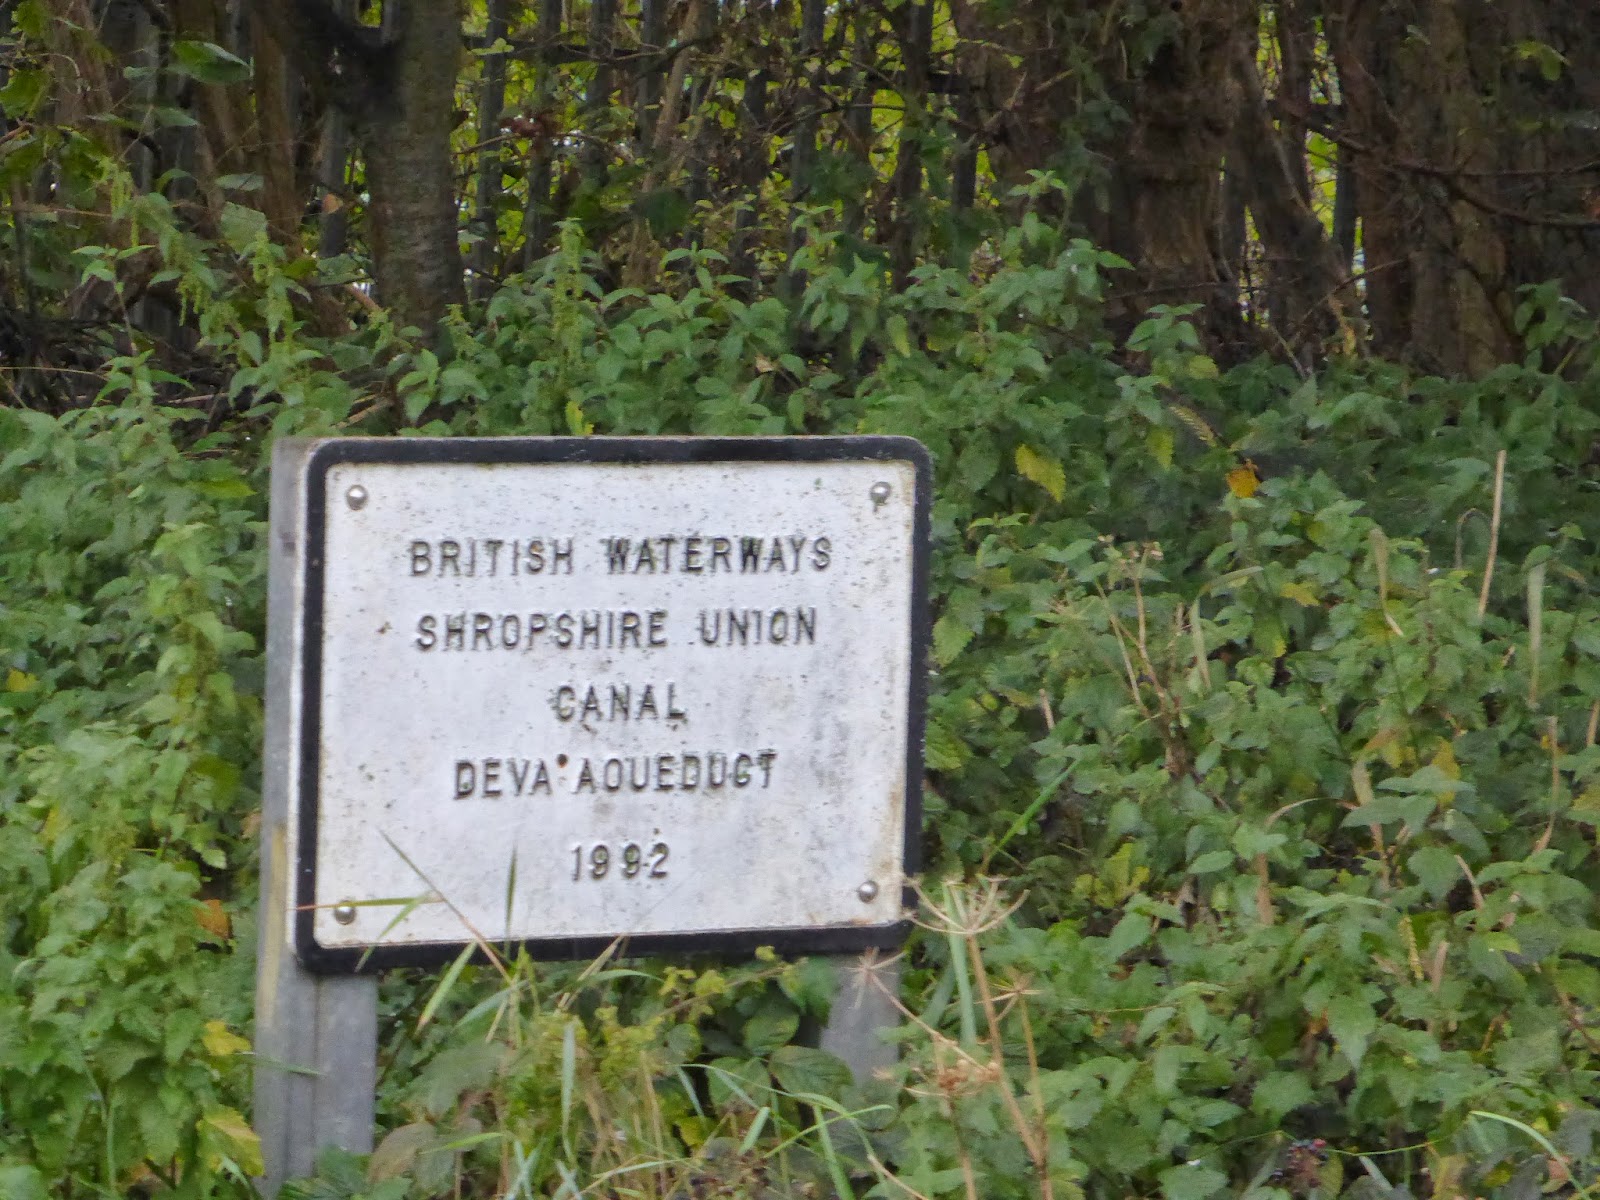 BRITISH WATERWAYS
SHROPSHIRE UNION
CANAL
DEVA AQUEDUCT
1992